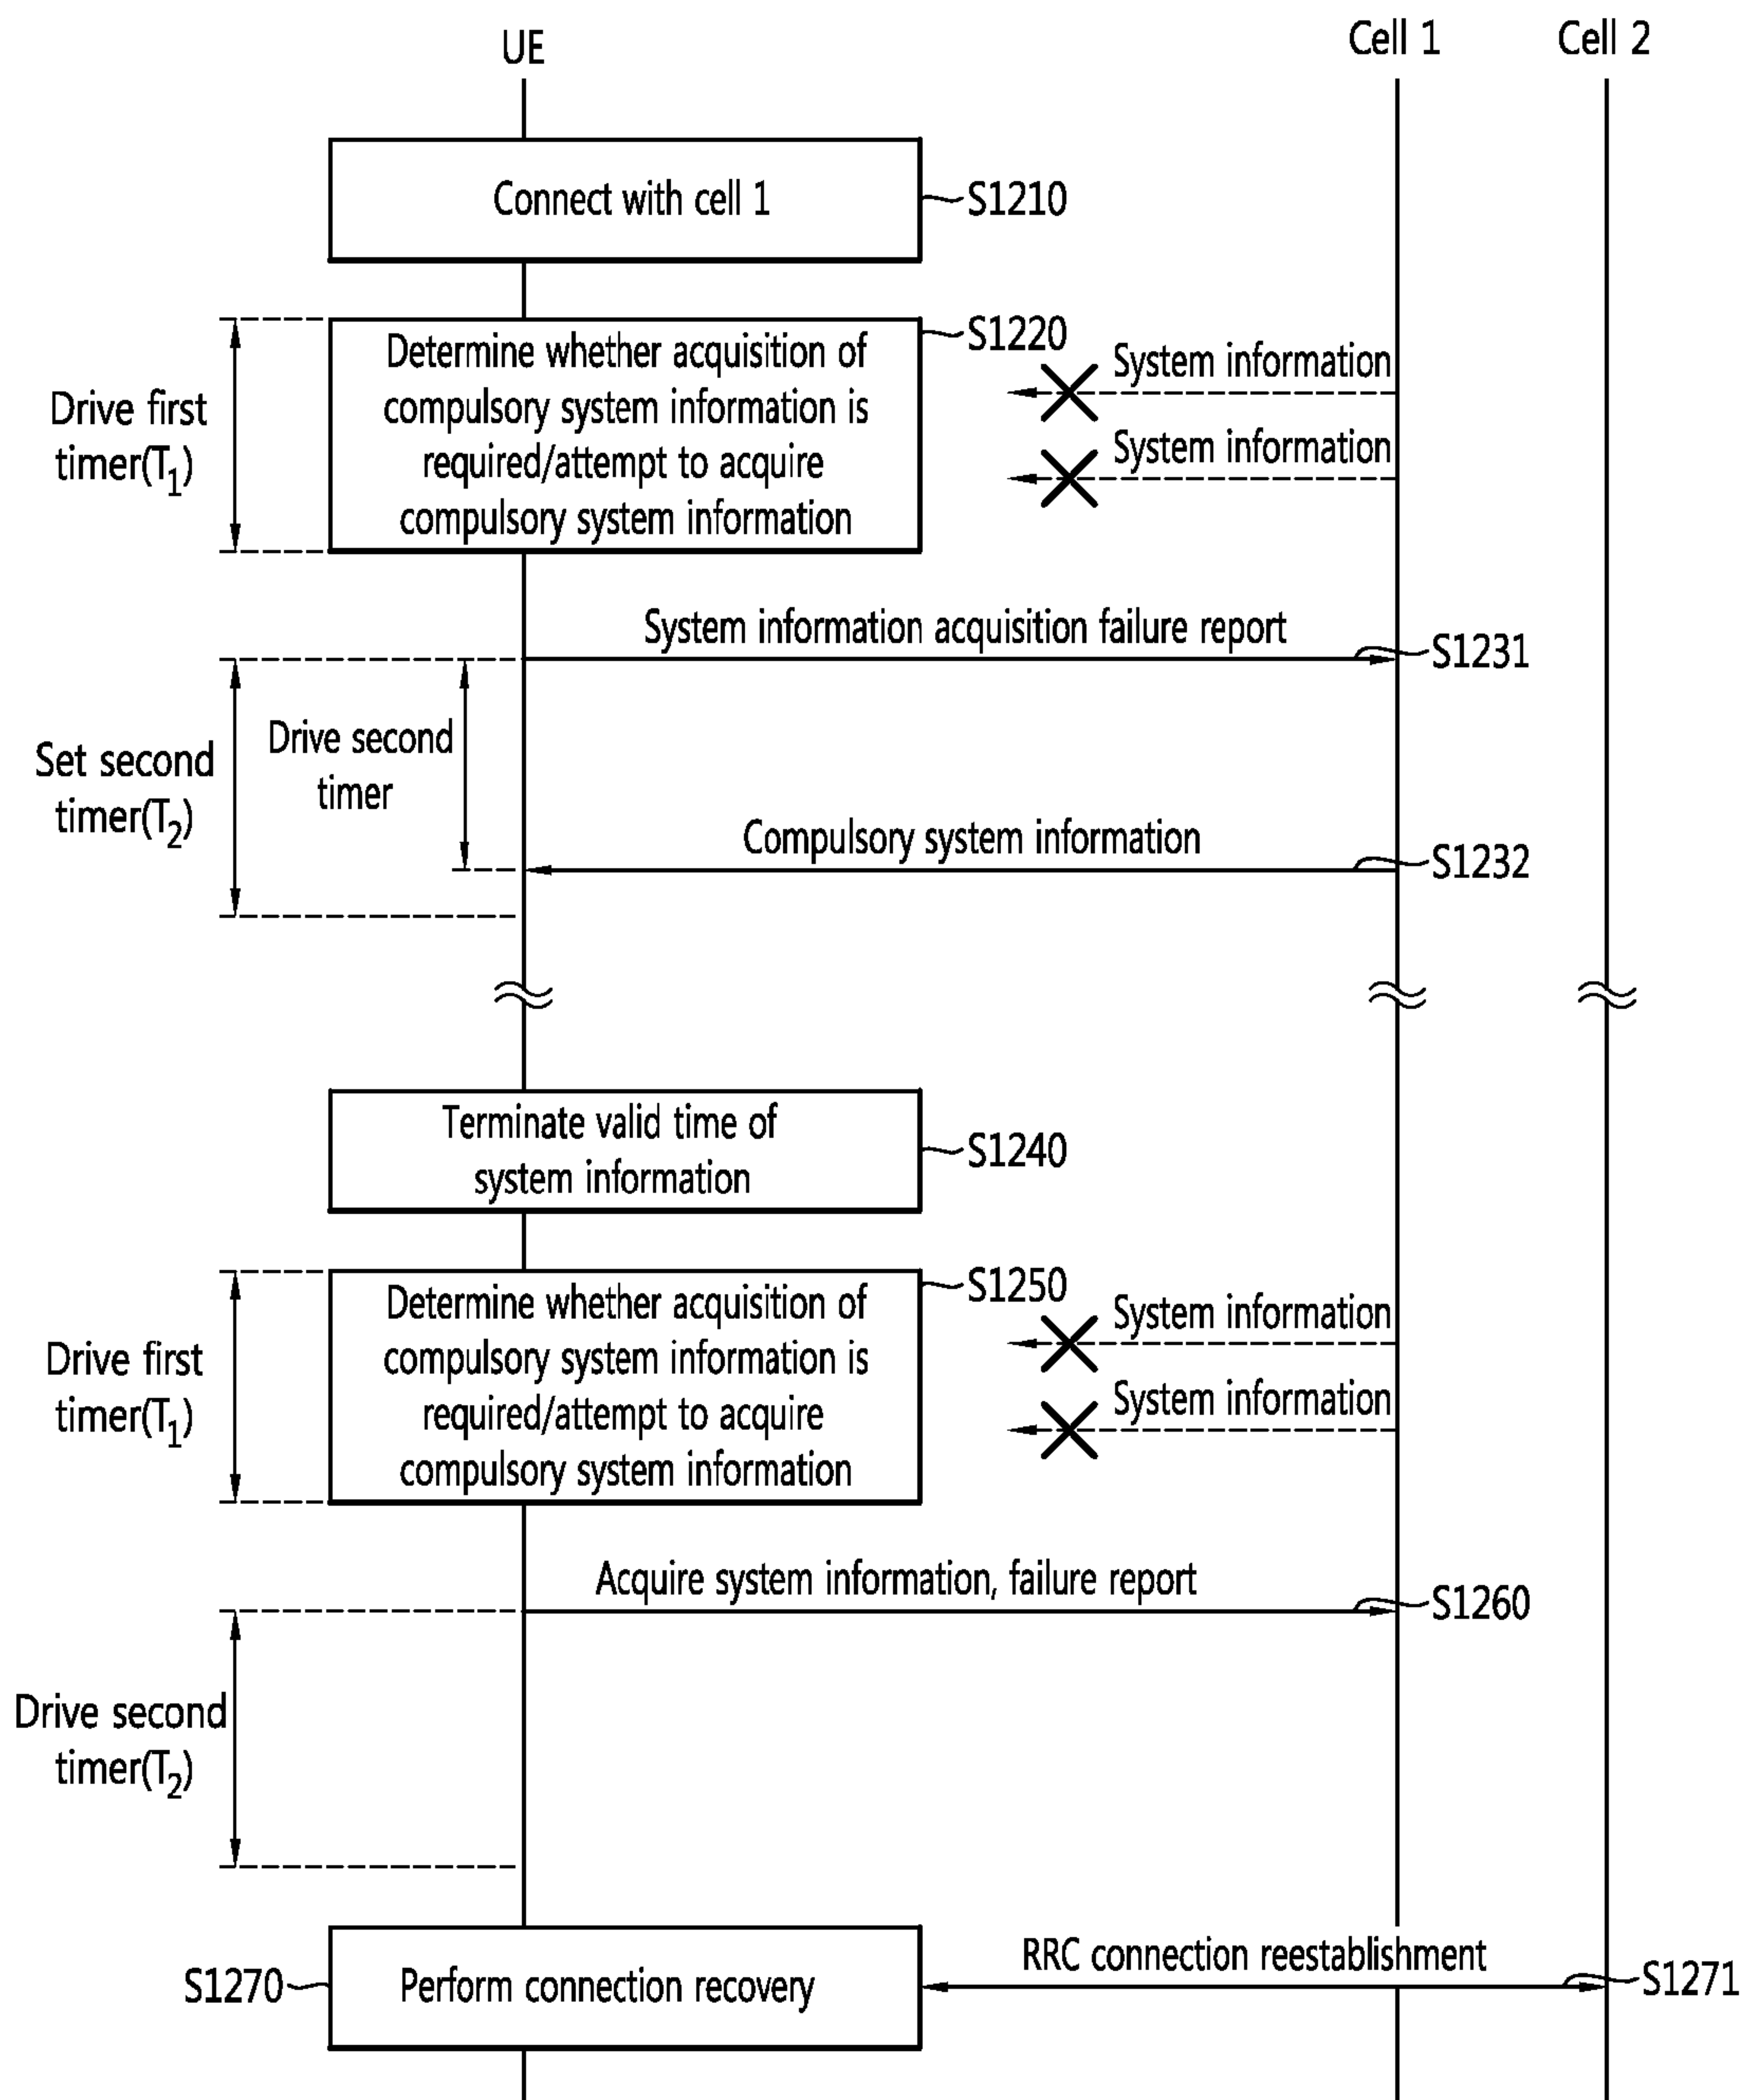 UE
Cell 1
Cell 2
Connect with cell 1
S1210
Drive first
timer(T1)
Determine whether acquisition of
compulsory system information is
required/attempt to acquire
compulsory system information
S1220
System information
System information
System information acquisition failure report
S1231
Set second
timer(T2)
Drive second
timer
Compulsory system information
S1232
Terminate valid time of
system information
S1240
Drive first
timer(T1)
Determine whether acquisition of
compulsory system information is
required/attempt to acquire
compulsory system information
S1250
System information
System information
Acquire system information, failure report
S1260
Drive second
timer(T2)
S1270
Perform connection recovery
RRC connection reestablishment
S1271